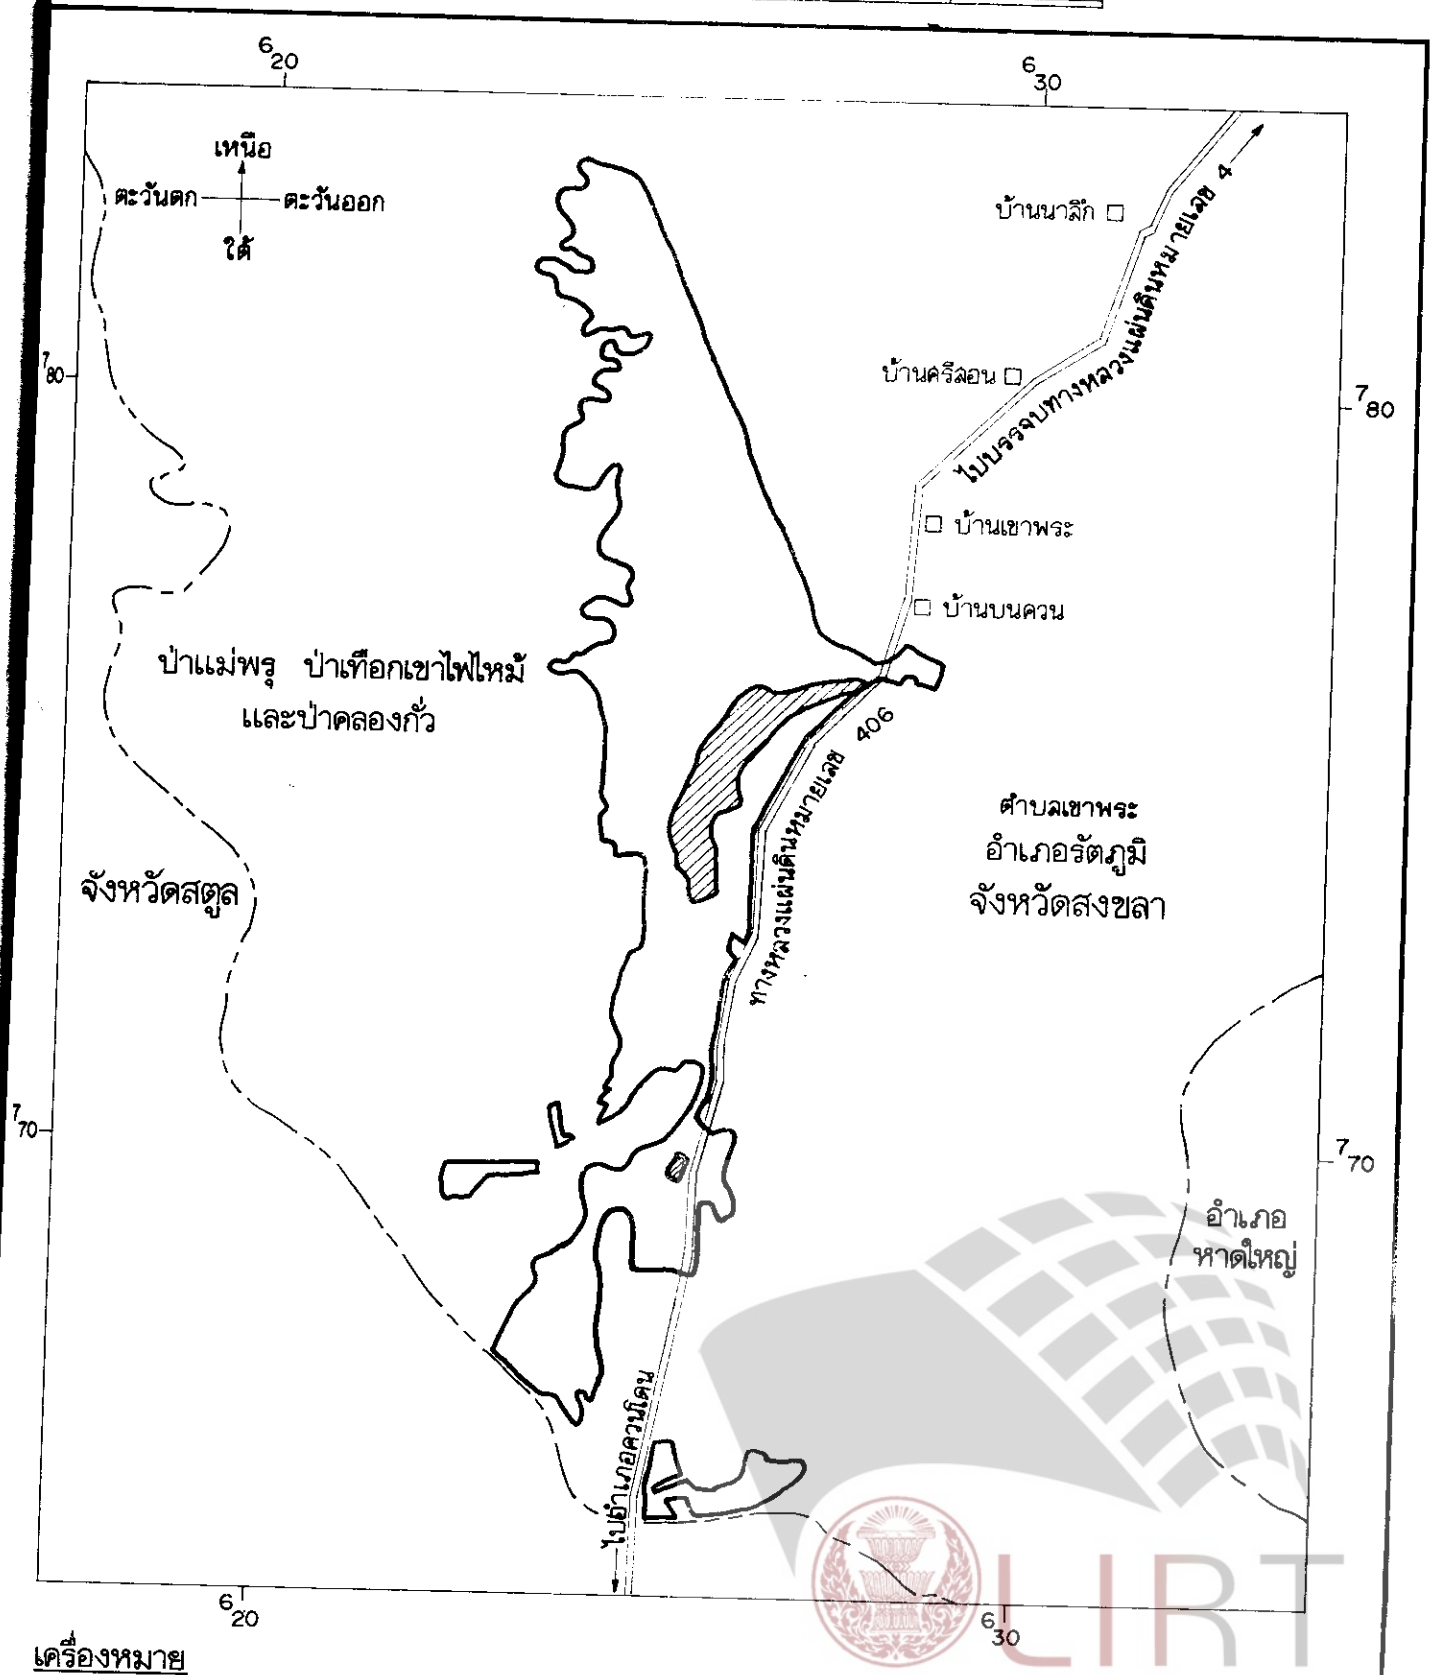 6 20
6 30
เหนือ
ตะวันตก
ตะวันออก
ใต้
บ้านนาลึก
ไปบรรจบทางหลวงแผ่นดินหมายเลข 4
7 80
บ้านศรีลอน
7 80
บ้านเขาพระ
บ้านบนควน
ป่าแม่พรุ ป่าเทือกเขาไฟไหม้
และป่าคลองกั่ว
ทางหลวงแผ่นดินหมายเลข 406
ตำบลเขาพระ
อำเภอรัตภูมิ
จังหวัดสงขลา
จังหวัดสตูล
7 70
7 70
อำเภอ
หาดใหญ่
ไปอำเภอควนโดน
LIRT
6 20
6 30
เครื่องหมาย